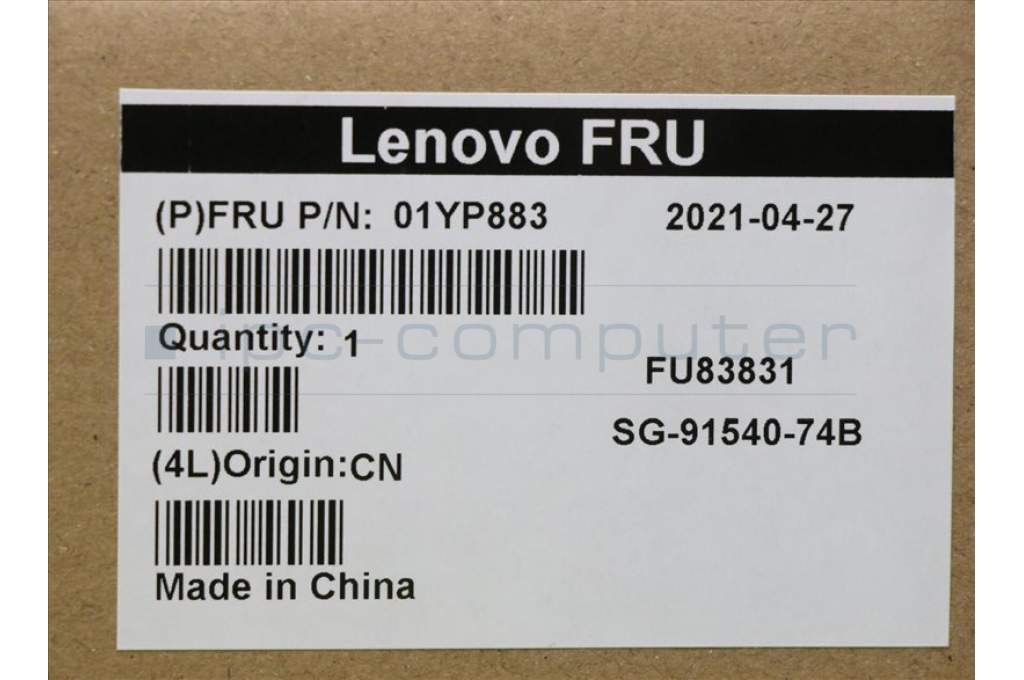 Lenovo FRU
(P)FRU P/N: 01YP883
2021-04-27
Quantity: 1
ipc-computer
FU83831
SG-91540-74B
(4L)Origin:CN
Made in China